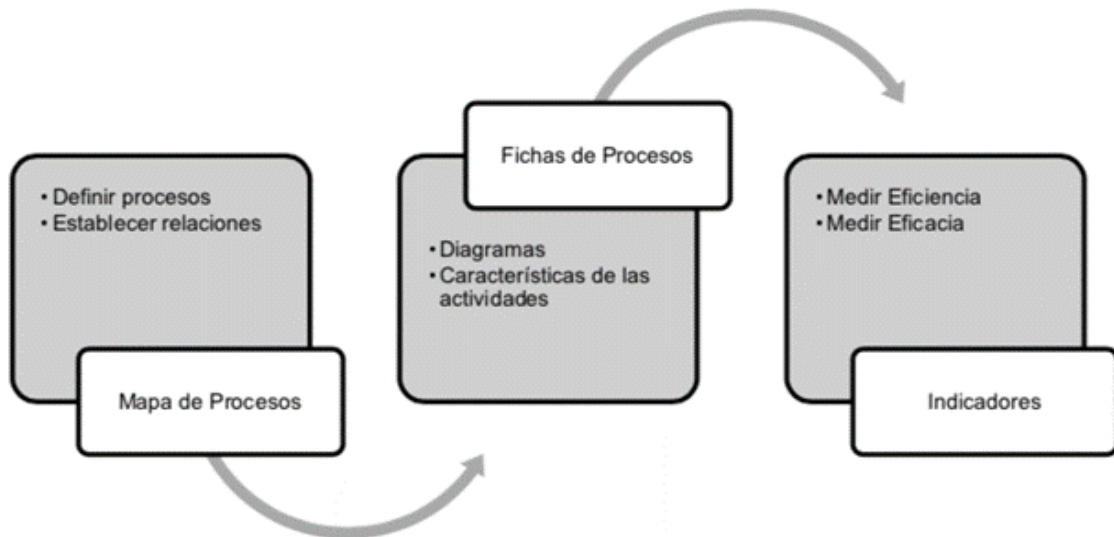 • Definir procesos
• Establecer relaciones
Mapa de Procesos
Fichas de Procesos
• Diagramas
• Características de las
actividades
• Medir Eficiencia
• Medir Eficacia
Indicadores